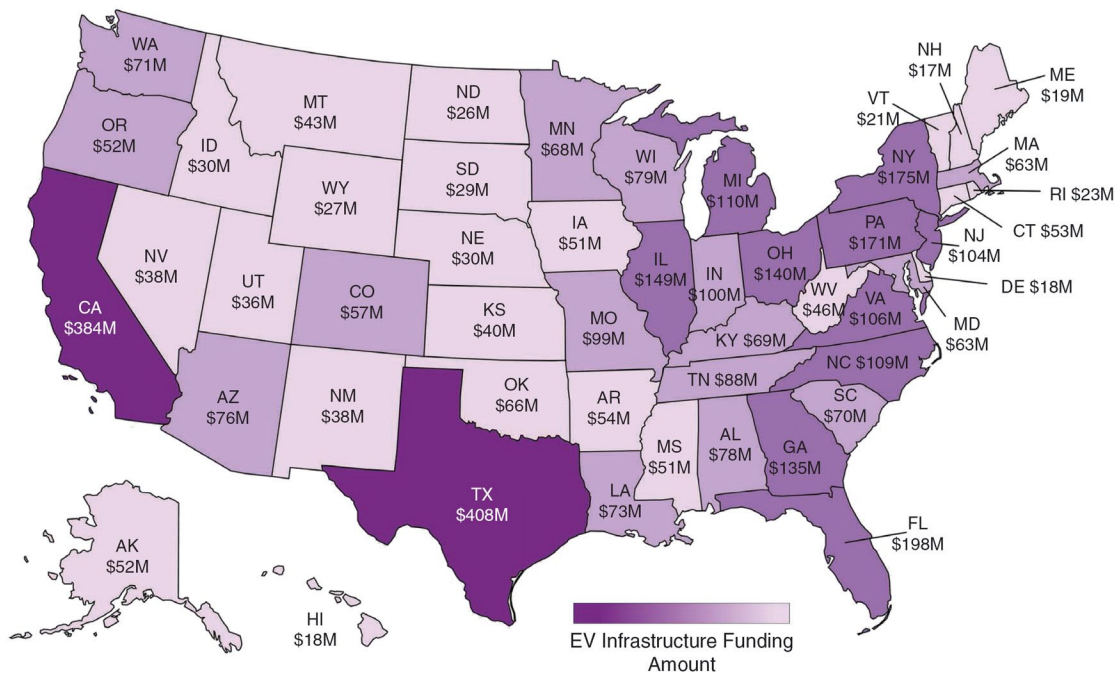 WA
$71M
OR
$52M
CA
$384M
ID
$30M
NV
$38M
MT
$43M
WY
$27M
UT
$36M
AZ
$76M
CO
$57M
NM
$38M
ND
$26M
SD
$29M
NE
$30M
KS
$40M
OK
$66M
TX
$408M
MN
$68M
IA
$51M
MO
$99M
AR
$54M
LA
$73M
WI
$79M
IL
$149M
MI
$110M
IN
$100M
OH
$140M
KY $69M
TN $88M
MS
$51M
AL
$78M
GA
$135M
FL
$198M
SC
$70M
NC $109M
VA
$106M
WV
$46M
PA
$171M
NY
$175M
VT
$21M
NH
$17M
ME
$19M
MA
$63M
RI $23M
CT $53M
NJ
$104M
DE $18M
MD
$63M
AK
$52M
HI
$18M
EV Infrastructure Funding
Amount